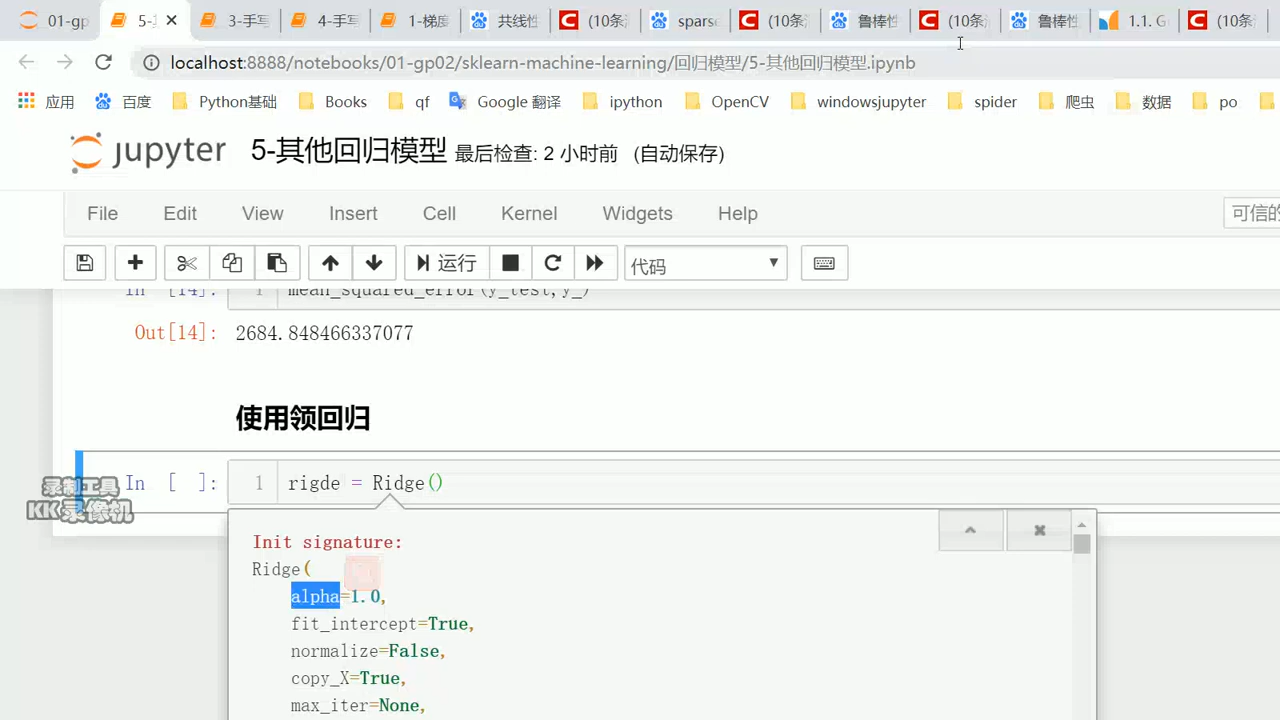 01-gp
5-
3-手写
4-手写
1-梯度
共线性
(10条
spars
(10条
鲁棒性
(10条
鲁棒性
1.1. G
(10条
localhost:8888/notebooks/01-gp02/sklearn-machine-learning/回归模型/5-其他回归模型.ipynb
应用
百度
Python基础
Books
qf
Google 翻译
ipython
OpenCV
windowsjupyter
spider
爬虫
数据
po
jupyter 5-其他回归模型 最后检查: 2 小时前 (自动保存)
File Edit View Insert Cell Kernel Widgets Help
可信的
运行
代码
In [14]: 1 mean_squared_error(y_test,y_)
Out[14]: 2684.848466337077
使用领回归
In [ ]: 1 rigde = Ridge()
录制工具
KK录像机
Init signature:
Ridge(
alpha=1.0,
fit_intercept=True,
normalize=False,
copy_X=True,
max_iter=None,